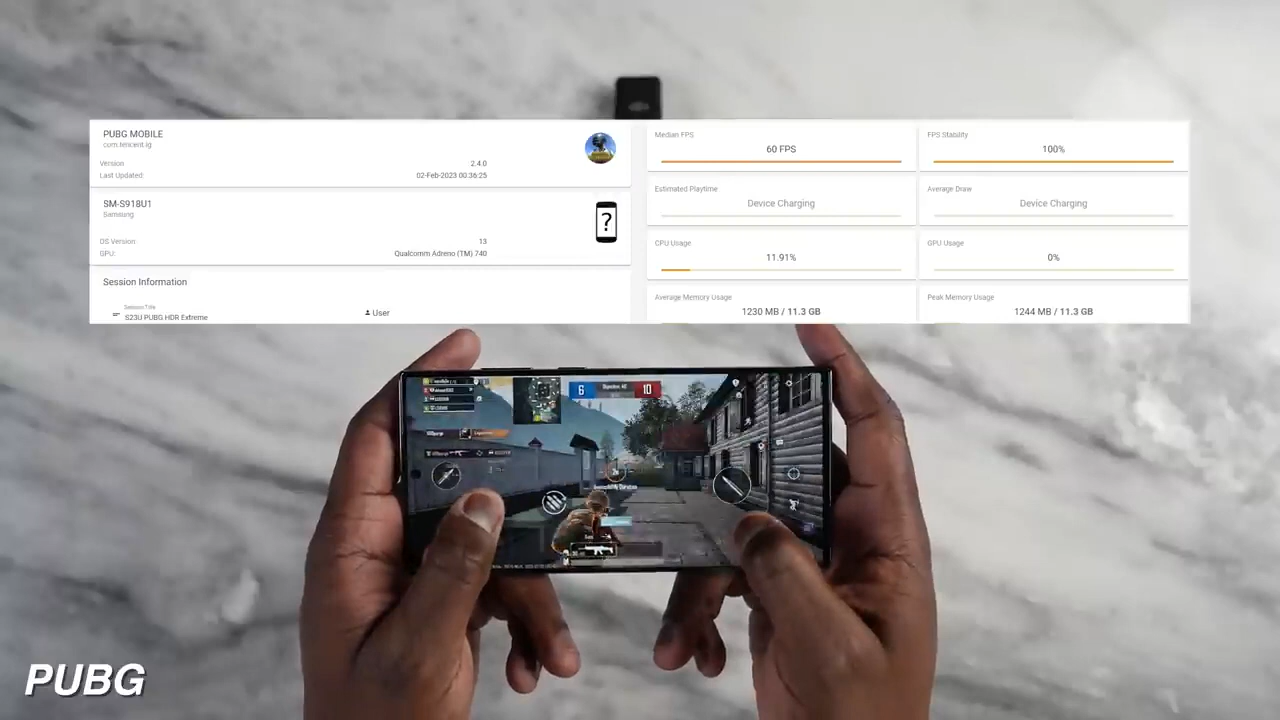 PUBG MOBILE
com.tencent.ig
Version
2.4.0
Last Updated:
02-Feb-2023 00:36:25
SM-S918U1
Samsung
?
OS Version:
13
GPU:
Qualcomm Adreno (TM) 740
Session Information
Session Title
S23U PUBG HDR Extreme
User
Median FPS
60 FPS
FPS Stability
100%
Estimated Playtime
Device Charging
Average Draw
Device Charging
CPU Usage
11.91%
GPU Usage
0%
Average Memory Usage
1230 MB / 11.3 GB
Peak Memory Usage
1244 MB / 11.3 GB
6
10
PUBG